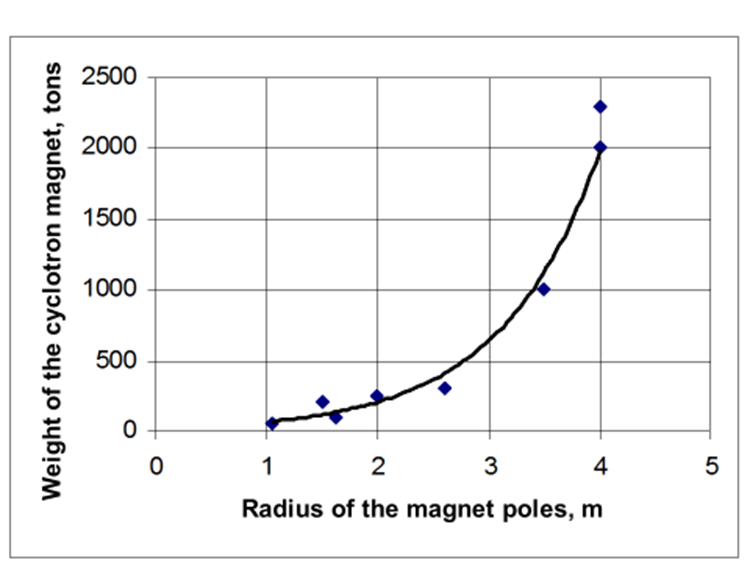 Weight of the cyclotron magnet, tons
2500
2000
1500
1000
500
0
0 1 2 3 4 5
Radius of the magnet poles, m